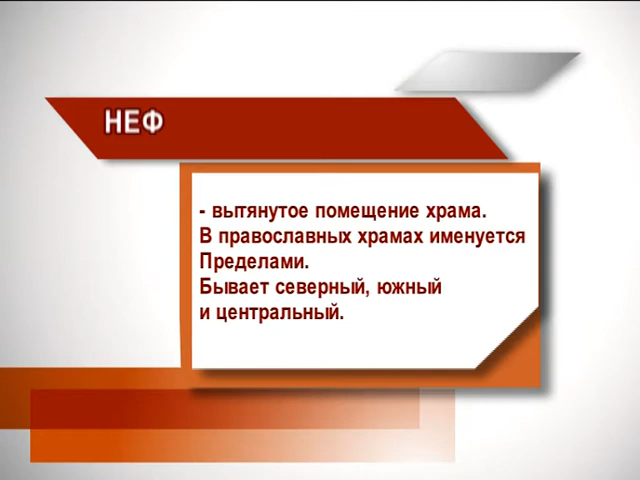 НЕФ
- вытянутое помещение храма.
В православных храмах именуется
Пределами.
Бывает северный, южный
и центральный.